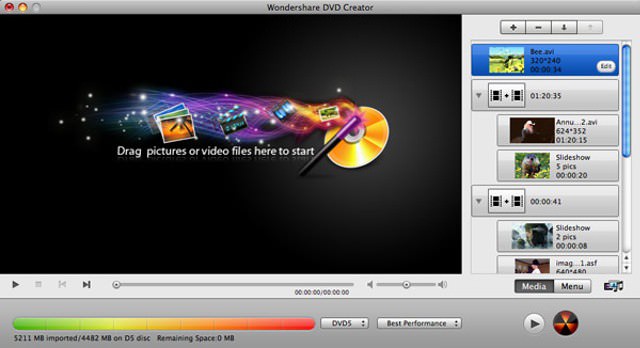 Wondershare DVD Creator
Drag pictures or video files here to start
Bee.avi
320*240
00:00:34
Edit
01:20:35
Annu...2.avi
624*352
01:20:15
Slideshow
5 pics
00:00:20
00:00:41
Slideshow
2 pics
00:00:08
imag...1.asf
640*480
00:00:00/00:00:00
Media
Menu
DVD5
Best Performance
5211 MB imported/4482 MB on D5 disc Remaining Space:0 MB